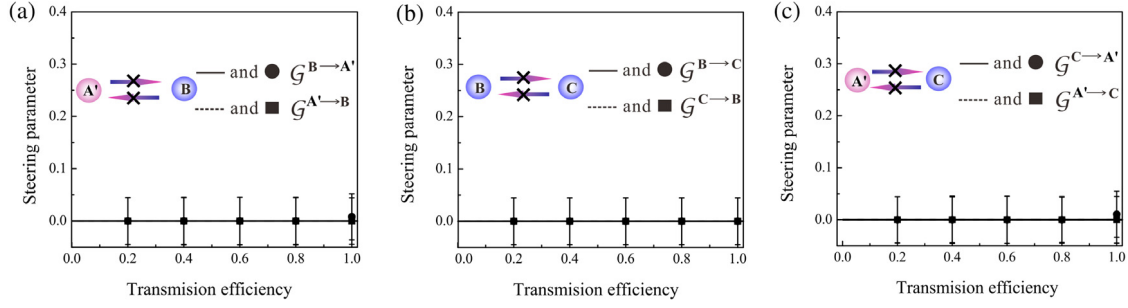 (a)
0.4
0.3
0.2
0.1
0.0
Steering parameter
A'
B
and 𝒢 B→A'
and 𝒢 A'→B
0.0 0.2 0.4 0.6 0.8 1.0
Transmision efficiency
(b)
0.4
0.3
0.2
0.1
0.0
Steering parameter
B
C
and 𝒢 B→C
and 𝒢 C→B
0.0 0.2 0.4 0.6 0.8 1.0
Transmision efficiency
(c)
0.4
0.3
0.2
0.1
0.0
Steering parameter
A'
C
and 𝒢 C→A'
and 𝒢 A'→C
0.0 0.2 0.4 0.6 0.8 1.0
Transmision efficiency